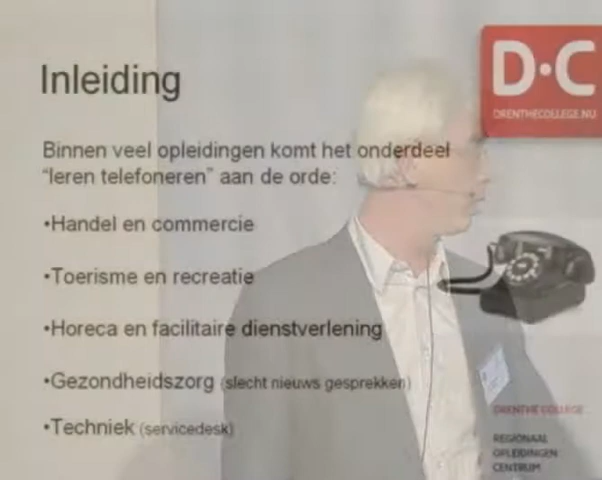 Inleiding
D·C
DRENTHECOLLEGE.NU
Binnen veel opleidingen komt het onderdeel
“leren telefoneren” aan de orde:
•Handel en commercie
•Toerisme en recreatie
•Horeca en facilitaire dienstverlening
•Gezondheidszorg (slecht nieuws gesprekken)
•Techniek (servicedesk)
DRENTHE COLLEGE
REGIONAAL
OPLEIDINGEN
CENTRUM